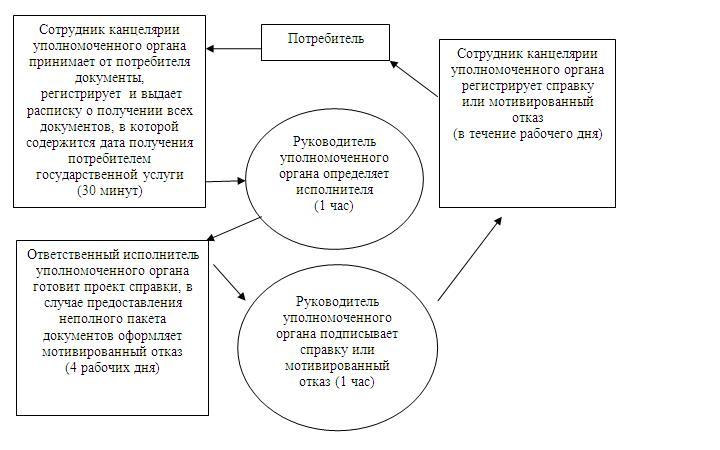 Потребитель
Сотрудник канцелярии
уполномоченного органа
принимает от потребителя
документы,
регистрирует и выдает
расписку о получении всех
документов, в которой
содержится дата получения
потребителем
государственной услуги
(30 минут)
Руководитель
уполномоченного
органа определяет
исполнителя
(1 час)
Ответственный исполнитель
уполномоченного органа
готовит проект справки, в
случае предоставления
неполного пакета
документов оформляет
мотивированный отказ
(4 рабочих дня)
Руководитель
уполномоченного
органа подписывает
справку или
мотивированный
отказ (1 час)
Сотрудник канцелярии
уполномоченного органа
регистрирует справку
или мотивированный
отказ
(в течение рабочего дня)